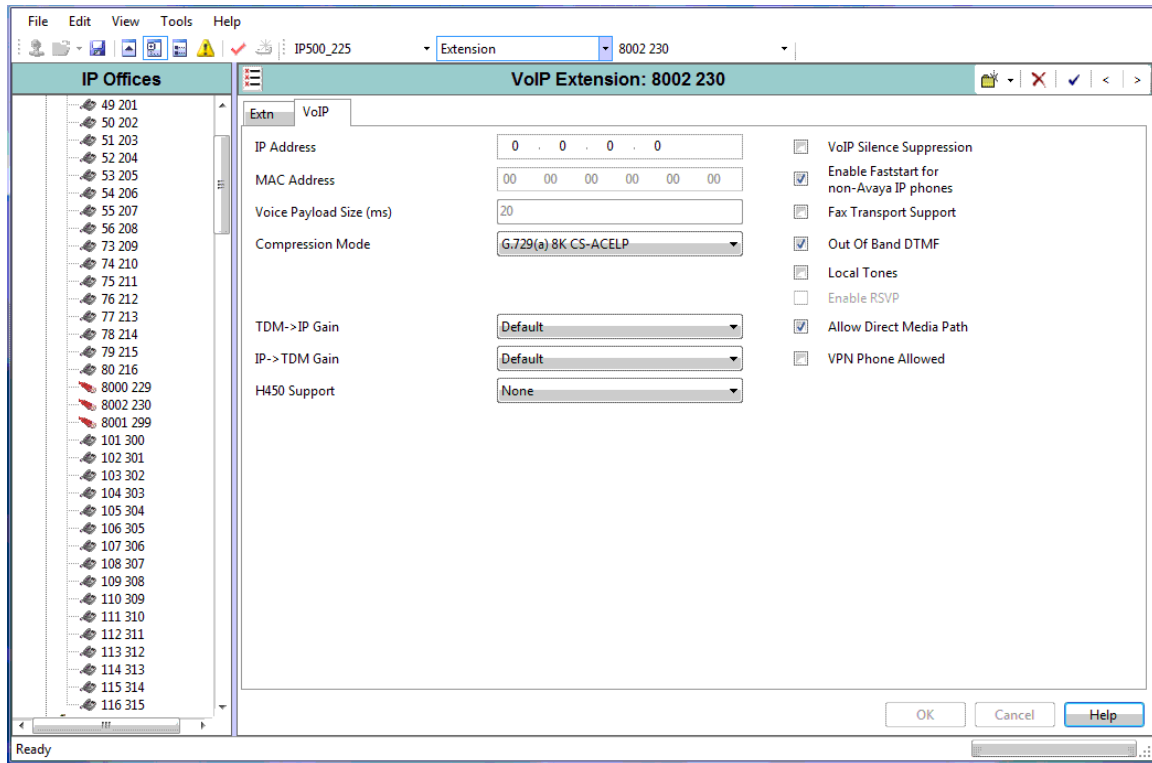 File Edit View Tools Help
IP500_225 Extension 8002 230
IP Offices
VoIP Extension: 8002 230
49 201
50 202
51 203
52 204
53 205
54 206
55 207
56 208
73 209
74 210
75 211
76 212
77 213
78 214
79 215
80 216
8000 229
8002 230
8001 299
101 300
102 301
103 302
104 303
105 304
106 305
107 306
108 307
109 308
110 309
111 310
112 311
113 312
114 313
115 314
116 315
Extn VoIP
IP Address 0 . 0 . 0 . 0
MAC Address 00 00 00 00 00 00
Voice Payload Size (ms) 20
Compression Mode G.729(a) 8K CS-ACELP
TDM->IP Gain Default
IP->TDM Gain Default
H450 Support None
VoIP Silence Suppression
Enable Faststart for
non-Avaya IP phones
Fax Transport Support
Out Of Band DTMF
Local Tones
Enable RSVP
Allow Direct Media Path
VPN Phone Allowed
OK Cancel Help
Ready